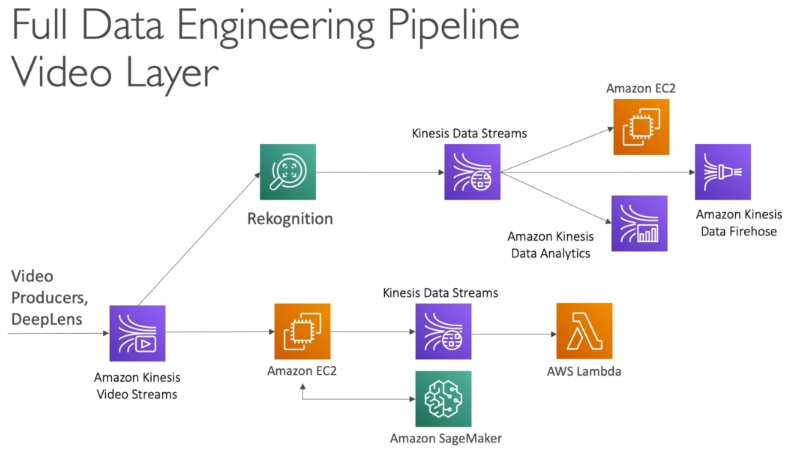 Full Data Engineering Pipeline
Video Layer
Amazon EC2
Kinesis Data Streams
Rekognition
Amazon Kinesis
Data Analytics
Amazon Kinesis
Data Firehose
Video
Producers,
DeepLens
Amazon Kinesis
Video Streams
Amazon EC2
Kinesis Data Streams
AWS Lambda
Amazon SageMaker